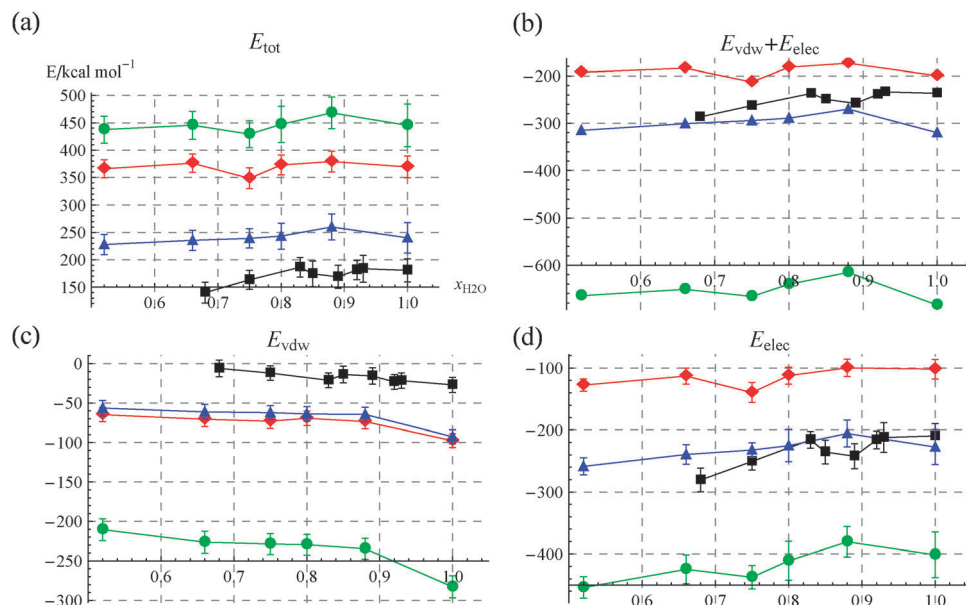 (a)
E_tot
E/kcal mol⁻¹
500
450
400
350
300
250
200
150
0.6 0.7 0.8 0.9 1.0
x_H2O
(b)
E_vdw+E_elec
−200
−300
−400
−500
−600
0.6 0.7 0.8 0.9 1.0
(c)
E_vdw
0
−50
−100
−150
−200
−250
−300
0.6 0.7 0.8 0.9 1.0
(d)
E_elec
−100
−200
−300
−400
0.6 0.7 0.8 0.9 1.0